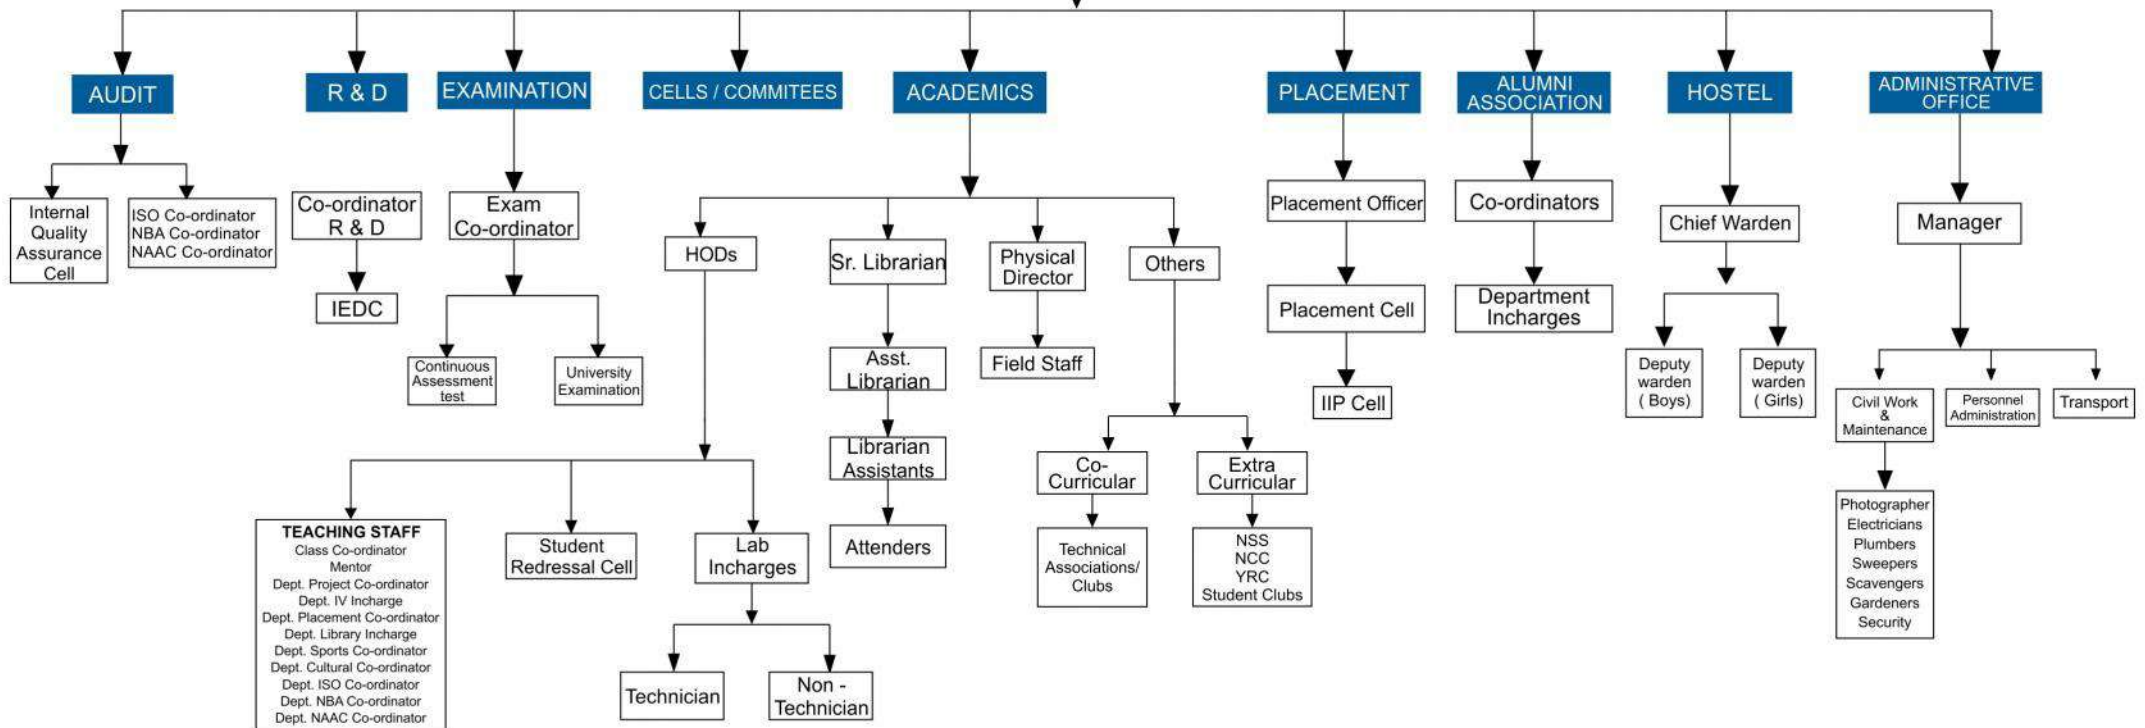 AUDIT
R & D
EXAMINATION
CELLS / COMMITEES
ACADEMICS
PLACEMENT
ALUMNI
ASSOCIATION
HOSTEL
ADMINISTRATIVE
OFFICE
Internal
Quality
Assurance
Cell
ISO Co-ordinator
NBA Co-ordinator
NAAC Co-ordinator
Co-ordinator
R & D
IEDC
Exam
Co-ordinator
Continuous
Assessment
test
University
Examination
HODs
Sr. Librarian
Physical
Director
Others
Asst.
Librarian
Field Staff
Librarian
Assistants
Attenders
Co-
Curricular
Extra
Curricular
Technical
Associations/
Clubs
NSS
NCC
YRC
Student Clubs
TEACHING STAFF
Class Co-ordinator
Mentor
Dept. Project Co-ordinator
Dept. IV Incharge
Dept. Placement Co-ordinator
Dept. Library Incharge
Dept. Sports Co-ordinator
Dept. Cultural Co-ordinator
Dept. ISO Co-ordinator
Dept. NBA Co-ordinator
Dept. NAAC Co-ordinator
Student
Redressal Cell
Lab
Incharges
Technician
Non -
Technician
Placement Officer
Placement Cell
IIP Cell
Co-ordinators
Department
Incharges
Chief Warden
Deputy
warden
( Boys)
Deputy
warden
( Girls)
Manager
Civil Work
&
Maintenance
Personnel
Administration
Transport
Photographer
Electricians
Plumbers
Sweepers
Scavengers
Gardeners
Security